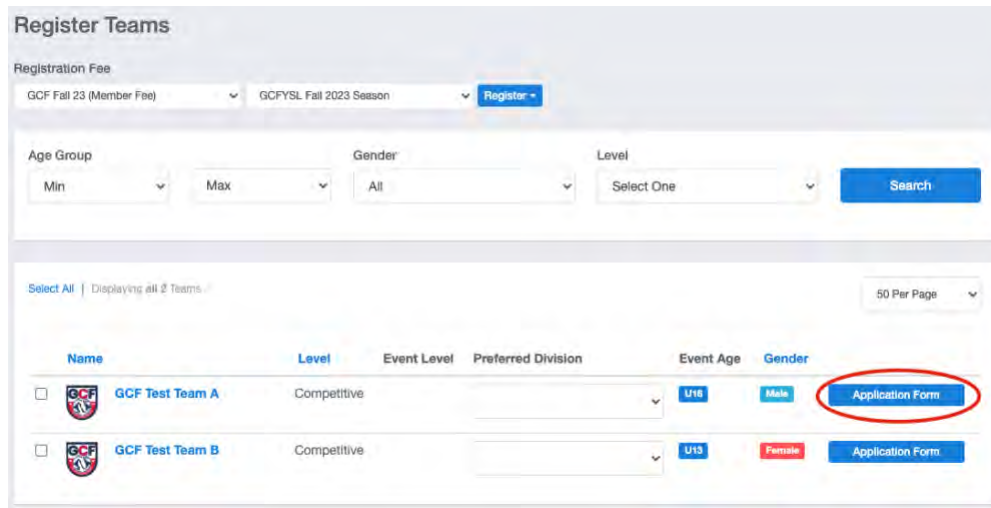 Register Teams
Registration Fee
GCF Fall 23 (Member Fee) GCFYSL Fall 2023 Season Register
Age Group Gender Level
Min Max All Select One Search
Select All | Displaying all 2 Teams 50 Per Page
Name Level Event Level Preferred Division Event Age Gender
GCF GCF Test Team A Competitive U16 Male Application Form
GCF GCF Test Team B Competitive U13 Female Application Form